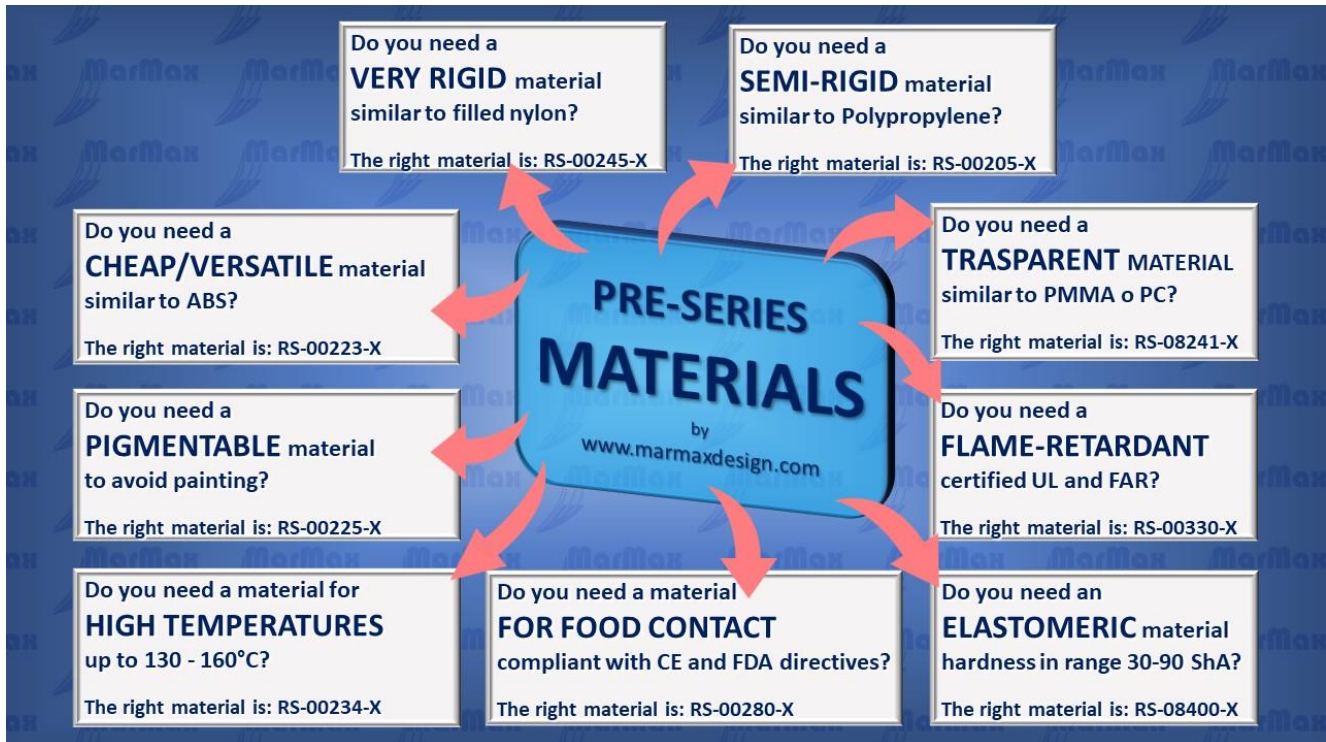 Do you need a
VERY RIGID material
similar to filled nylon?
The right material is: RS-00245-X
Do you need a
SEMI-RIGID material
similar to Polypropylene?
The right material is: RS-00205-X
Do you need a
CHEAP/VERSATILE material
similar to ABS?
The right material is: RS-00223-X
PRE-SERIES
MATERIALS
by
www.marmaxdesign.com
Do you need a
TRASPARENT MATERIAL
similar to PMMA o PC?
The right material is: RS-08241-X
Do you need a
PIGMENTABLE material
to avoid painting?
The right material is: RS-00225-X
Do you need a
FLAME-RETARDANT
certified UL and FAR?
The right material is: RS-00330-X
Do you need a material for
HIGH TEMPERATURES
up to 130 - 160°C?
The right material is: RS-00234-X
Do you need a material
FOR FOOD CONTACT
compliant with CE and FDA directives?
The right material is: RS-00280-X
Do you need an
ELASTOMERIC material
hardness in range 30-90 ShA?
The right material is: RS-08400-X
MarMax